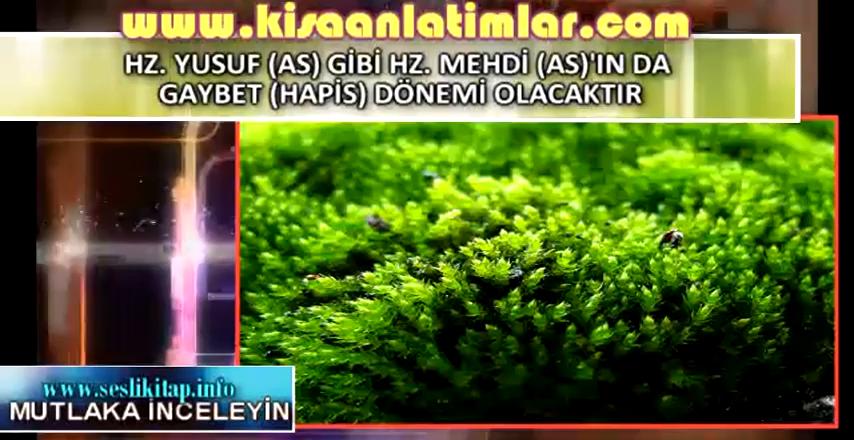 www.kisaanlatimlar.com
HZ. YUSUF (AS) GİBİ HZ. MEHDİ (AS)'IN DA
GAYBET (HAPİS) DÖNEMİ OLACAKTIR
www.seslikitap.info
MUTLAKA İNCELEYİN